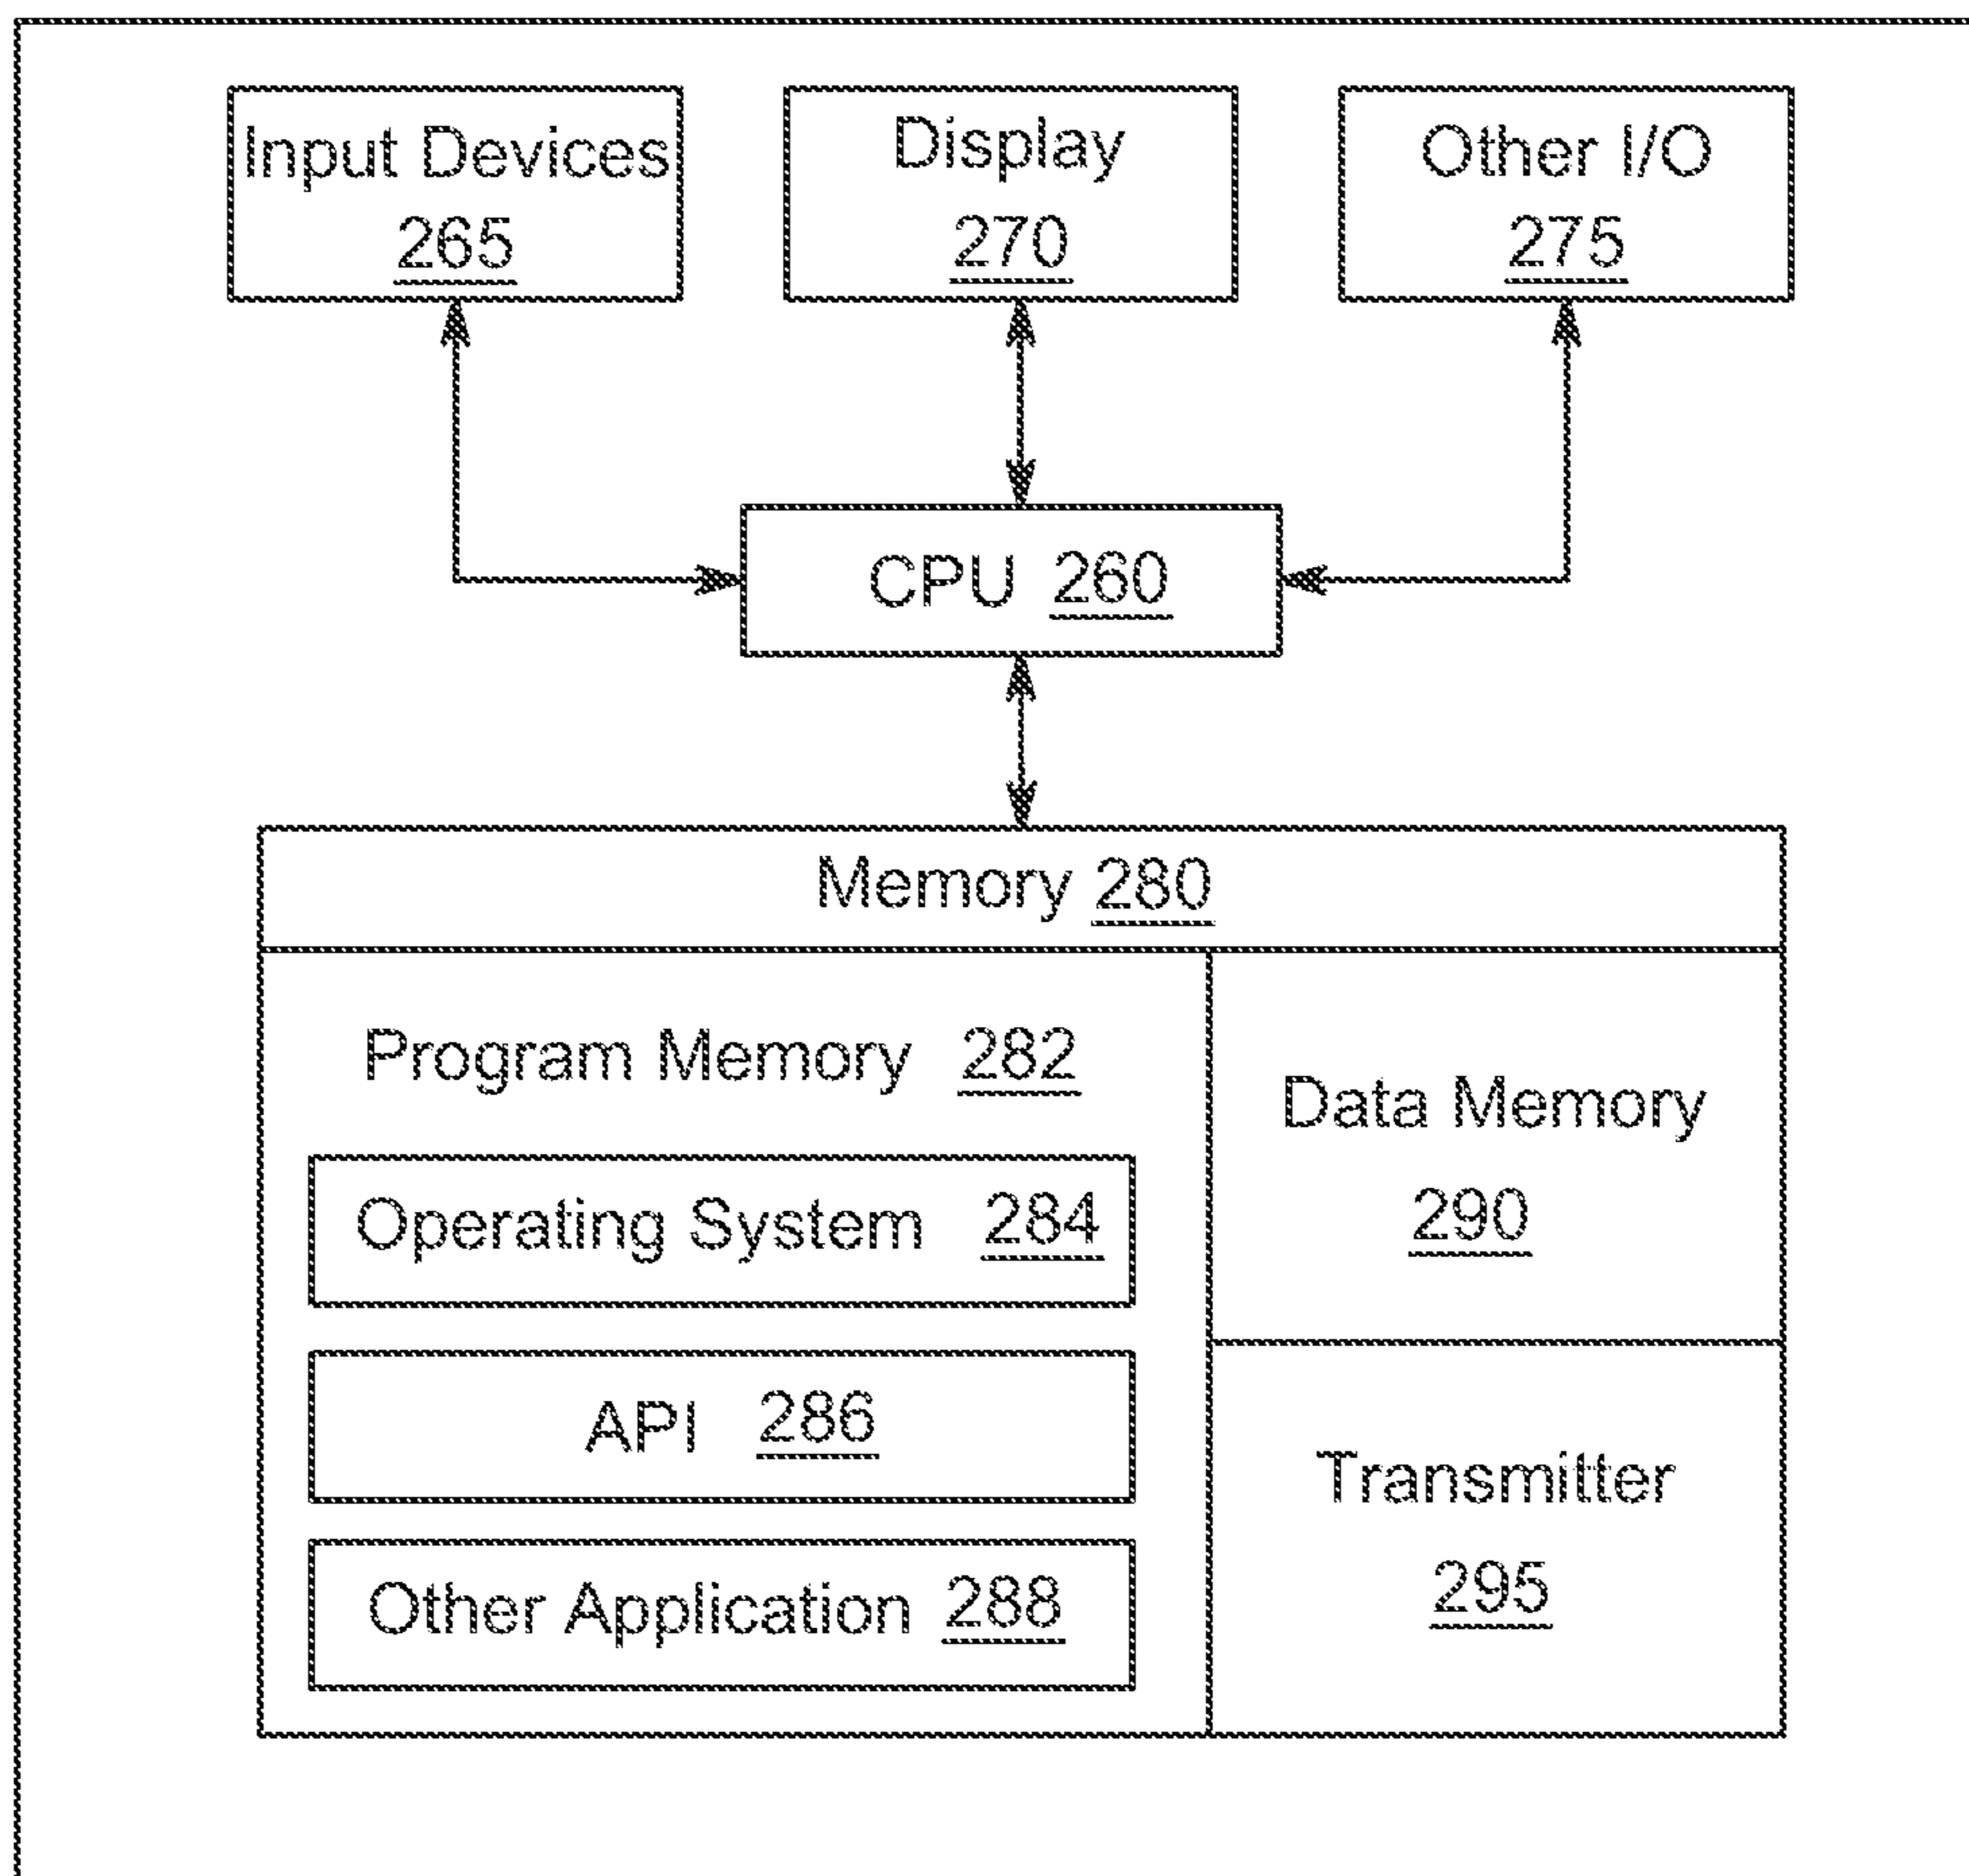 Input Devices
265
Display
270
Other I/O
275
CPU 260
Memory 280
Program Memory 282
Operating System 284
API 286
Other Application 288
Data Memory
290
Transmitter
295